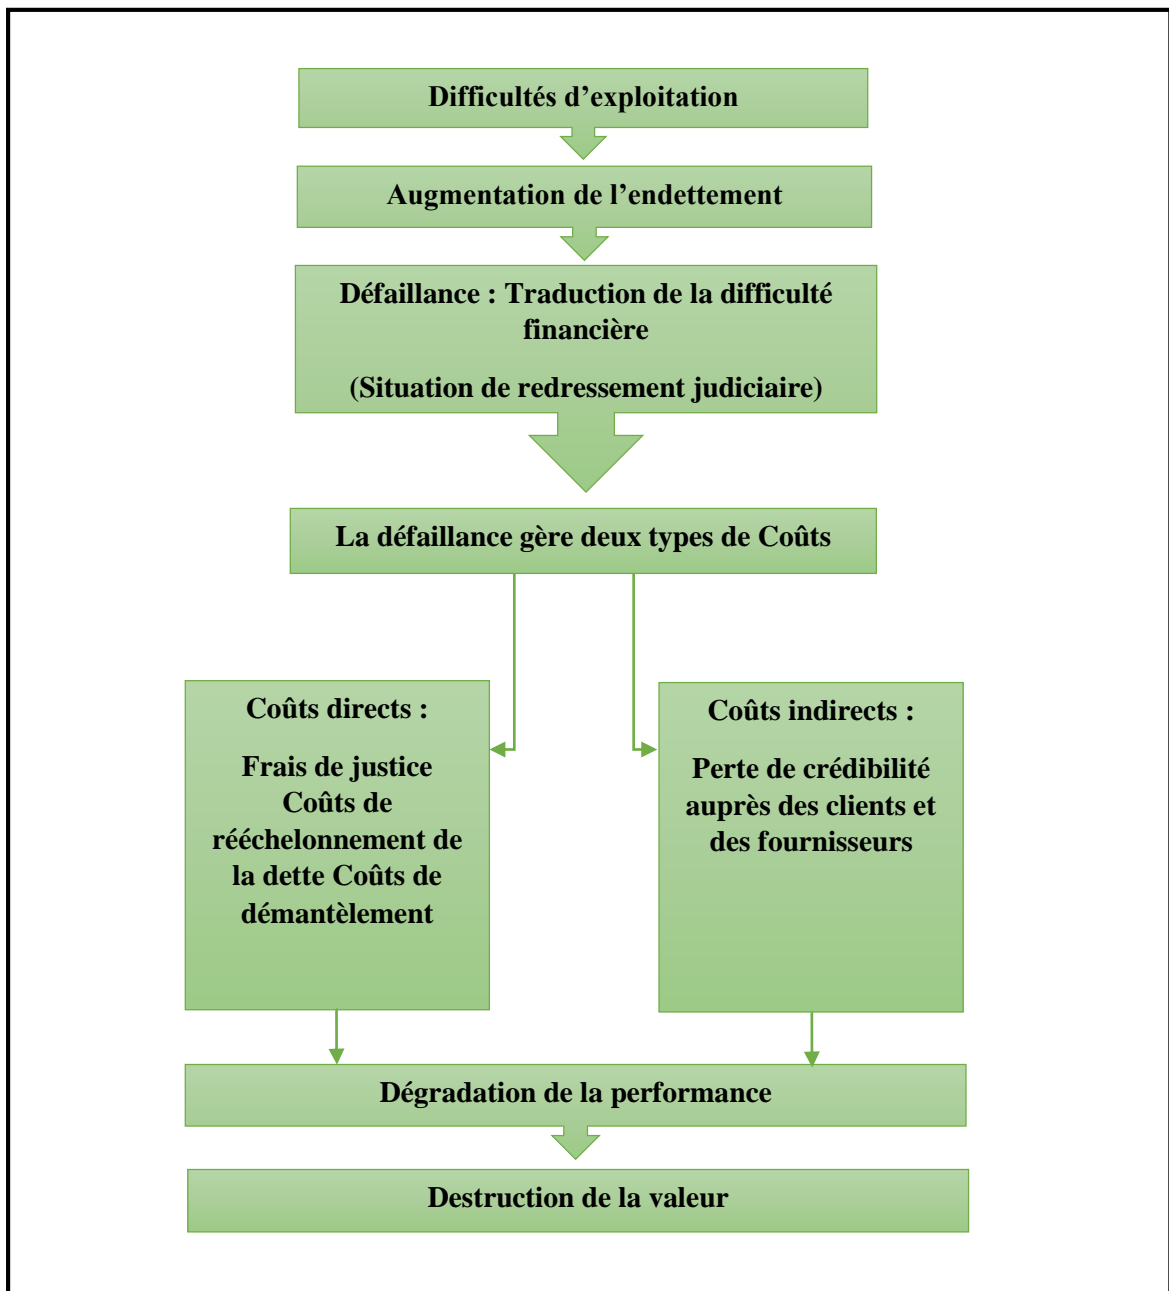 Difficultés d’exploitation
Augmentation de l’endettement
Défaillance : Traduction de la difficulté
financière
(Situation de redressement judiciaire)
La défaillance gère deux types de Coûts
Coûts directs :
Frais de justice
Coûts de
rééchelonnement de
la dette Coûts de
démantèlement
Coûts indirects :
Perte de crédibilité
auprès des clients et
des fournisseurs
Dégradation de la performance
Destruction de la valeur